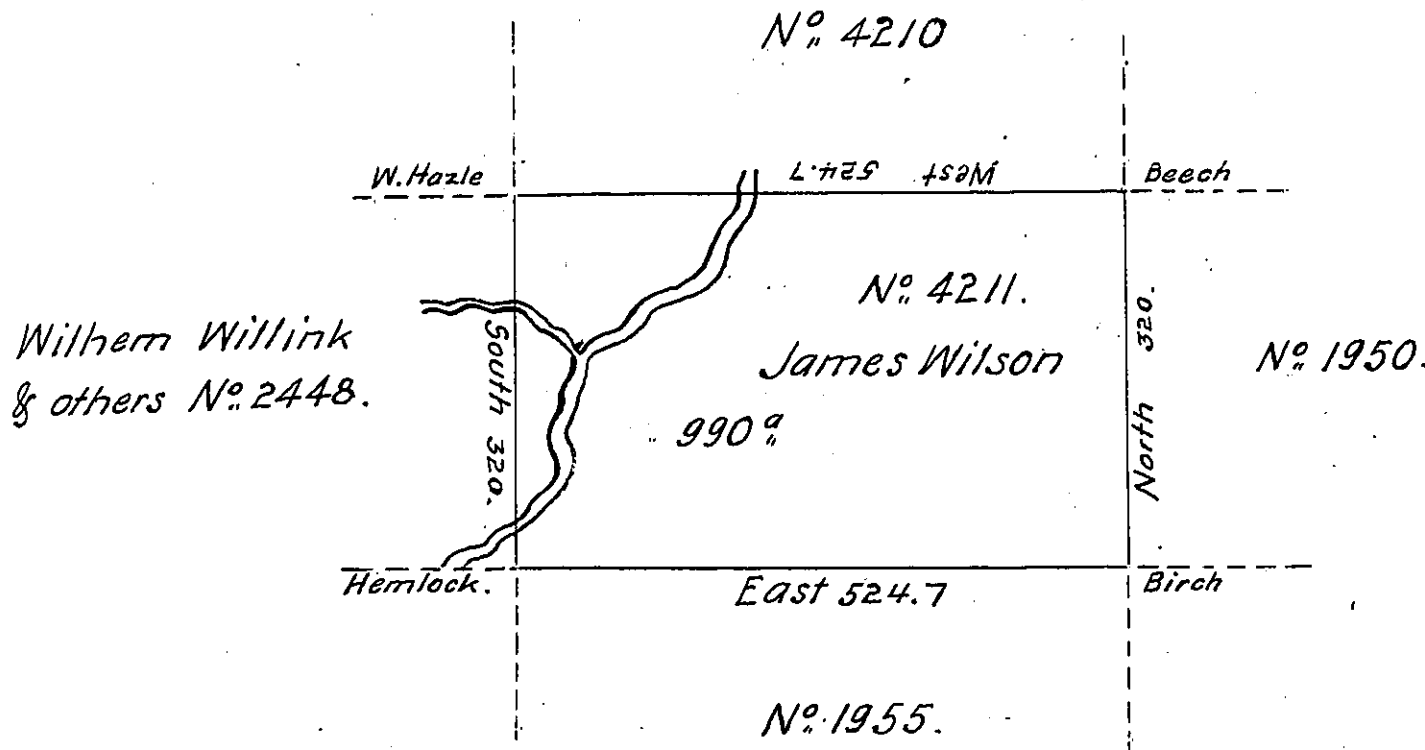 No. 4210
W. Hazle
West 524.7
Beech
No. 4211.
James Wilson
990 a
Wilhem Willink
& others No. 2448.
South 320.
North 320.
No. 1950.
Hemlock.
East 524.7
Birch
No. 1955.